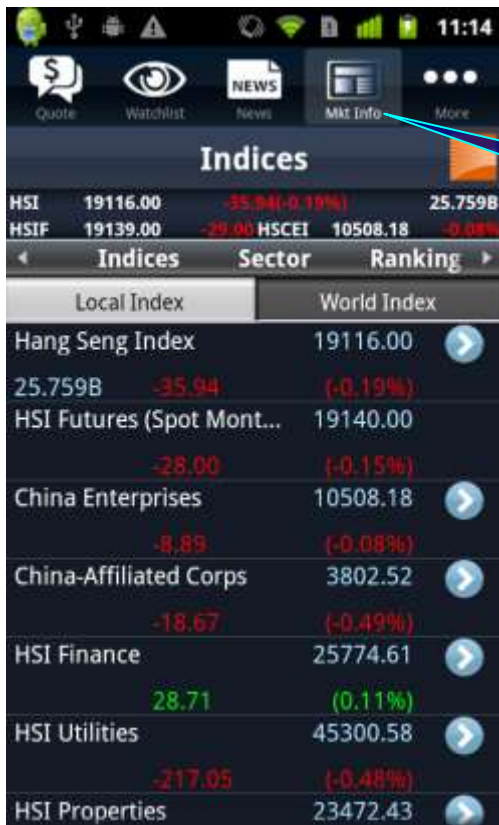 11:14
$
NEWS
Quote Watchlist News Mkt Info More
Indices
HSI 19116.00 -35.94(-0.19%) 25.759B
HSIF 19139.00 -29.00 HSCEI 10508.18 -0.08%
Indices Sector Ranking
Local Index World Index
Hang Seng Index 19116.00
25.759B -35.94 (-0.19%)
HSI Futures (Spot Mont... 19140.00
-28.00 (-0.15%)
China Enterprises 10508.18
-8.89 (-0.08%)
China-Affiliated Corps 3802.52
-18.67 (-0.49%)
HSI Finance 25774.61
28.71 (0.11%)
HSI Utilities 45300.58
-217.05 (-0.48%)
HSI Properties 23472.43